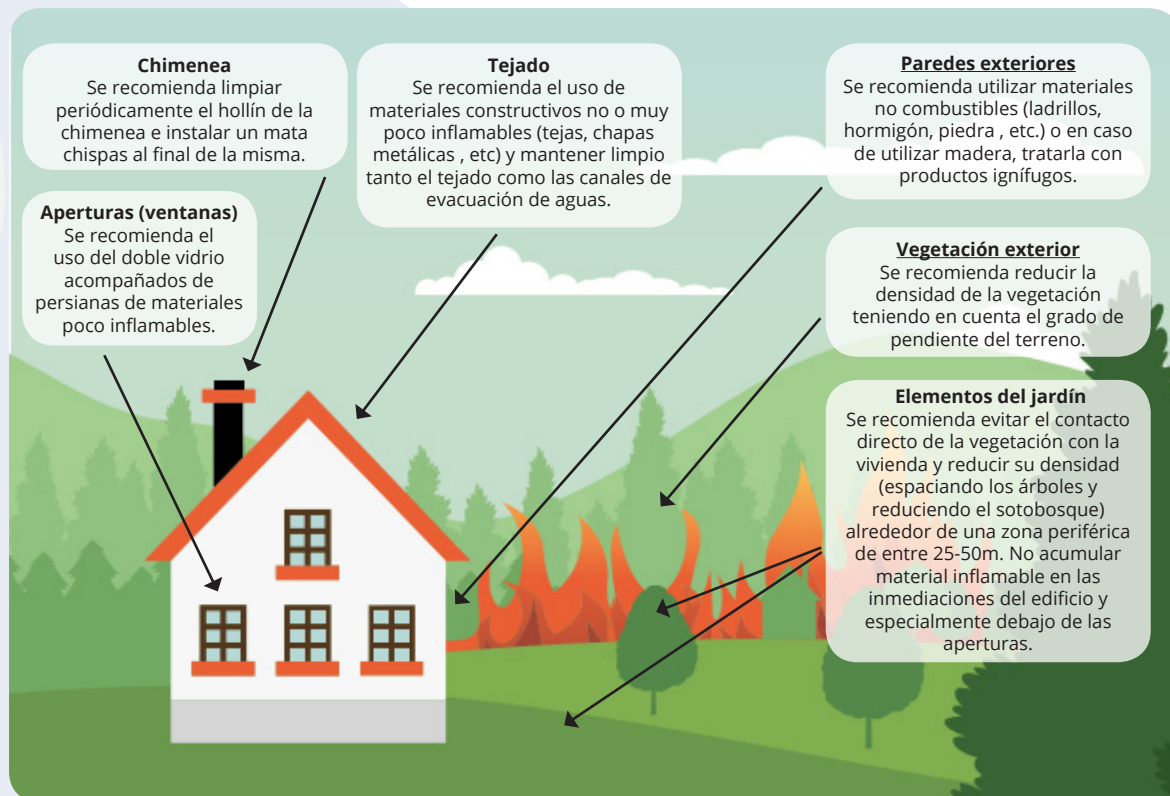 Chimenea
Se recomienda limpiar
periódicamente el hollín de la
chimenea e instalar un mata
chispas al final de la misma.
Tejado
Se recomienda el uso de
materiales constructivos no o muy
poco inflamables (tejas, chapas
metálicas , etc) y mantener limpio
tanto el tejado como las canales de
evacuación de aguas.
Paredes exteriores
Se recomienda utilizar materiales
no combustibles (ladrillos,
hormigón, piedra , etc.) o en caso
de utilizar madera, tratarla con
productos ignífugos.
Aperturas (ventanas)
Se recomienda el
uso del doble vidrio
acompañados de
persianas de materiales
poco inflamables.
Vegetación exterior
Se recomienda reducir la
densidad de la vegetación
teniendo en cuenta el grado de
pendiente del terreno.
Elementos del jardín
Se recomienda evitar el contacto
directo de la vegetación con la
vivienda y reducir su densidad
(espaciando los árboles y
reduciendo el sotobosque)
alrededor de una zona periférica
de entre 25-50m. No acumular
material inflamable en las
inmediaciones del edificio y
especialmente debajo de las
aperturas.